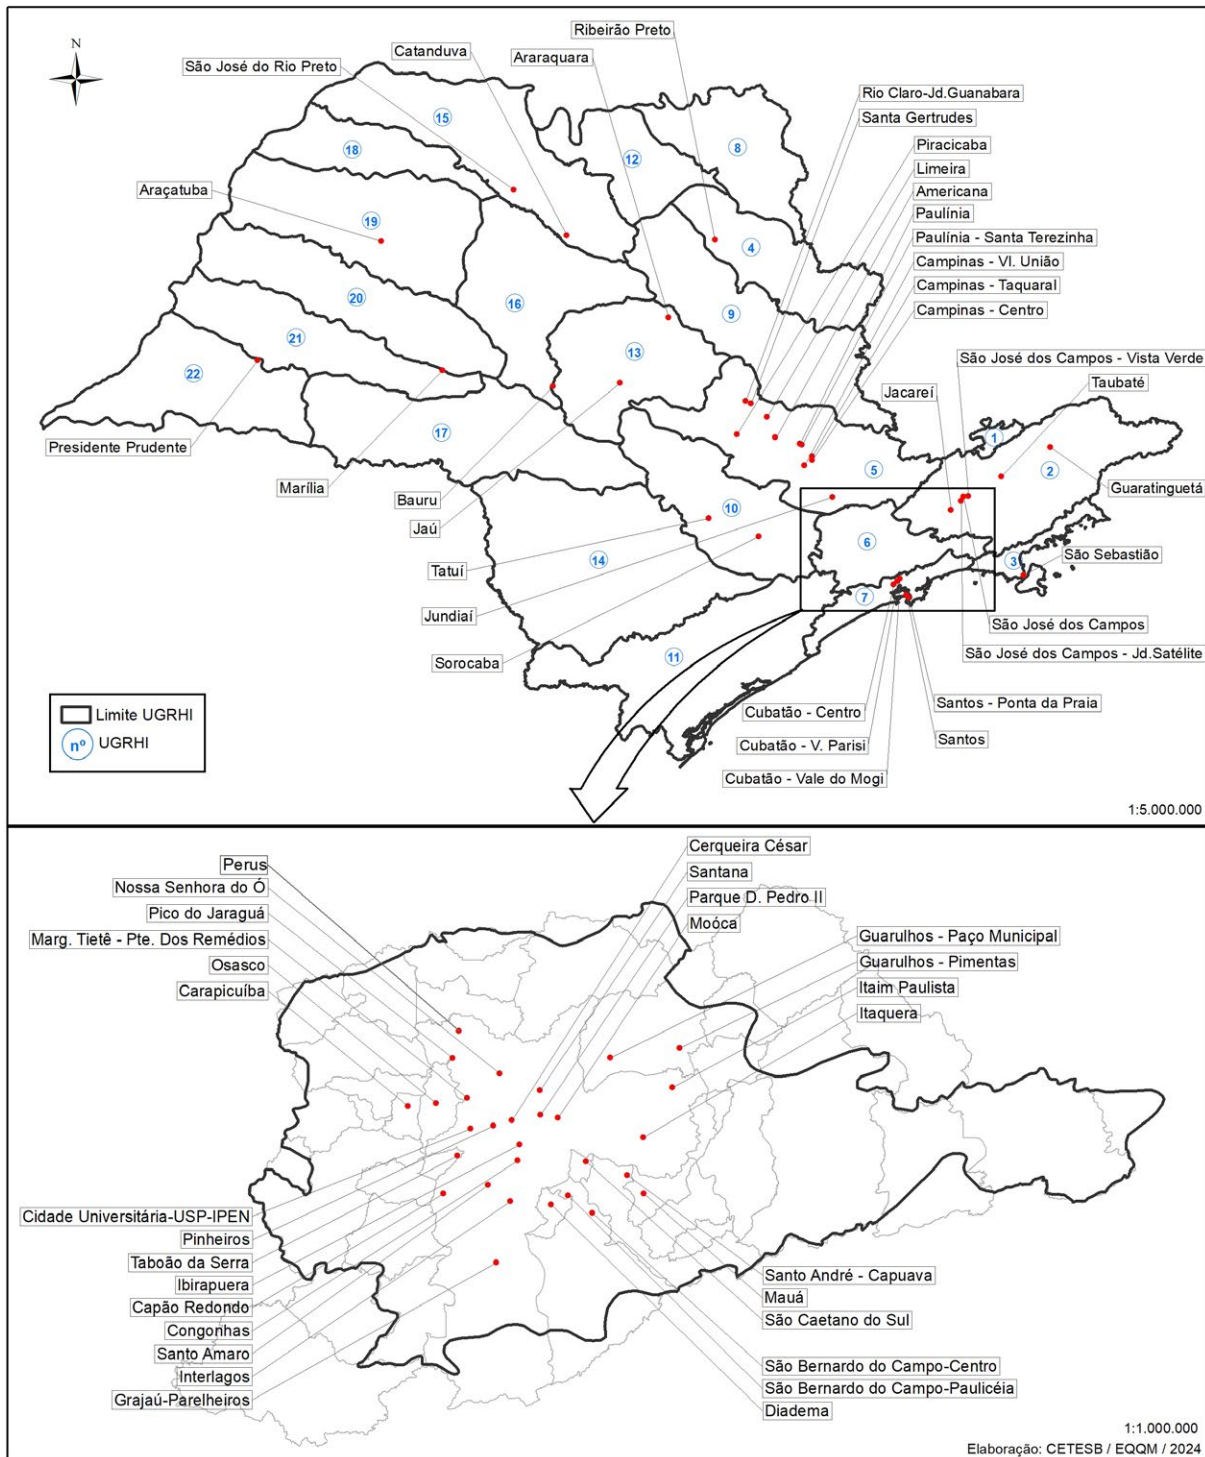 N
Ribeirão Preto
Catanduva
Araraquara
São José do Rio Preto
Rio Claro-Jd.Guanabara
Santa Gertrudes
Piracicaba
Limeira
Americana
Paulínia
Paulínia - Santa Terezinha
Campinas - Vl. União
Campinas - Taquaral
Campinas - Centro
Araçatuba
São José dos Campos - Vista Verde
Taubaté
Jacareí
Guaratinguetá
São Sebastião
São José dos Campos
São José dos Campos - Jd.Satélite
Santos - Ponta da Praia
Santos
Cubatão - Centro
Cubatão - V. Parisi
Cubatão - Vale do Mogi
Presidente Prudente
Marília
Bauru
Jaú
Tatuí
Jundiaí
Sorocaba
15
18
12
8
19
4
20
16
9
21
13
22
17
1
5
2
10
6
14
3
7
11
Limite UGRHI
nº UGRHI
1:5.000.000
Perus
Nossa Senhora do Ó
Pico do Jaraguá
Marg. Tietê - Pte. Dos Remédios
Osasco
Carapicuíba
Cerqueira César
Santana
Parque D. Pedro II
Moóca
Guarulhos - Paço Municipal
Guarulhos - Pimentas
Itaim Paulista
Itaquera
Cidade Universitária-USP-IPEN
Pinheiros
Taboão da Serra
Ibirapuera
Capão Redondo
Congonhas
Santo Amaro
Interlagos
Grajaú-Parelheiros
Santo André - Capuava
Mauá
São Caetano do Sul
São Bernardo do Campo-Centro
São Bernardo do Campo-Paulicéia
Diadema
1:1.000.000
Elaboração: CETESB / EQQM / 2024